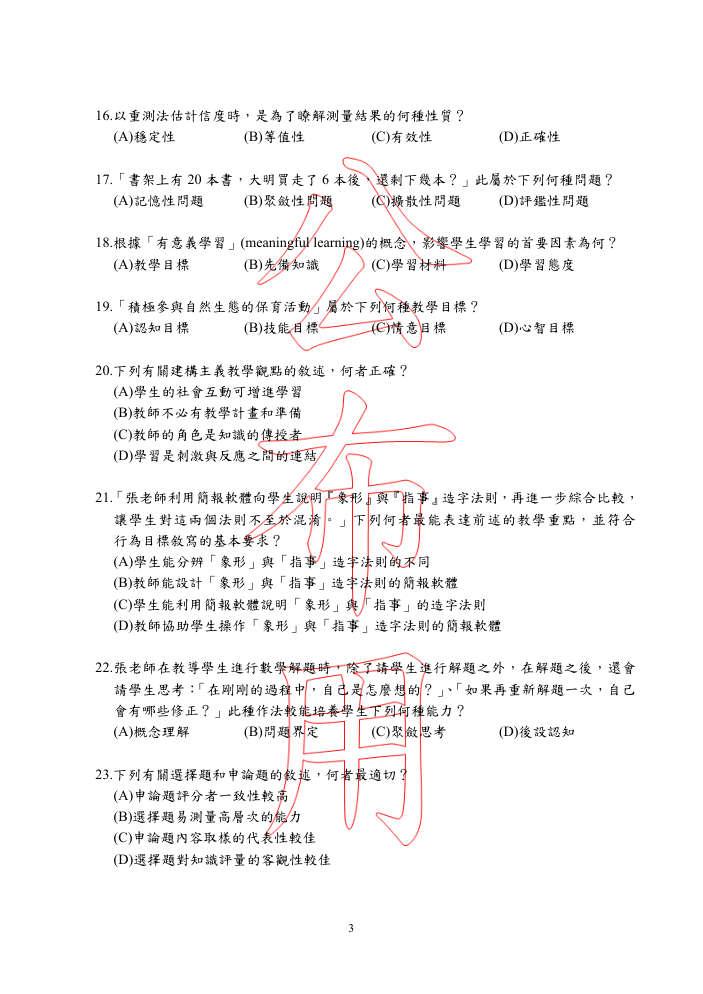 16.以重測法估計信度時，是為了瞭解測量結果的何種性質？
(A)穩定性 (B)等值性 (C)有效性 (D)正確性
17.「書架上有 20 本書，大明買走了 6 本後，還剩下幾本？」此屬於下列何種問題？
(A)記憶性問題 (B)聚斂性問題 (C)擴散性問題 (D)評鑑性問題
18.根據「有意義學習」(meaningful learning)的概念，影響學生學習的首要因素為何？
(A)教學目標 (B)先備知識 (C)學習材料 (D)學習態度
19.「積極參與自然生態的保育活動」屬於下列何種教學目標？
(A)認知目標 (B)技能目標 (C)情意目標 (D)心智目標
20.下列有關建構主義教學觀點的敘述，何者正確？
(A)學生的社會互動可增進學習
(B)教師不必有教學計畫和準備
(C)教師的角色是知識的傳授者
(D)學習是刺激與反應之間的連結
21.「張老師利用簡報軟體向學生說明『象形』與『指事』造字法則，再進一步綜合比較，
讓學生對這兩個法則不至於混淆。」下列何者最能表達前述的教學重點，並符合
行為目標敘寫的基本要求？
(A)學生能分辨「象形」與「指事」造字法則的不同
(B)教師能設計「象形」與「指事」造字法則的簡報軟體
(C)學生能利用簡報軟體說明「象形」與「指事」的造字法則
(D)教師協助學生操作「象形」與「指事」造字法則的簡報軟體
22.張老師在教導學生進行數學解題時，除了請學生進行解題之外，在解題之後，還會
請學生思考：「在剛剛的過程中，自己是怎麼想的？」、「如果再重新解題一次，自己
會有哪些修正？」此種作法較能培養學生下列何種能力？
(A)概念理解 (B)問題界定 (C)聚斂思考 (D)後設認知
23.下列有關選擇題和申論題的敘述，何者最適切？
(A)申論題評分者一致性較高
(B)選擇題易測量高層次的能力
(C)申論題內容取樣的代表性較佳
(D)選擇題對知識評量的客觀性較佳
公布用
3